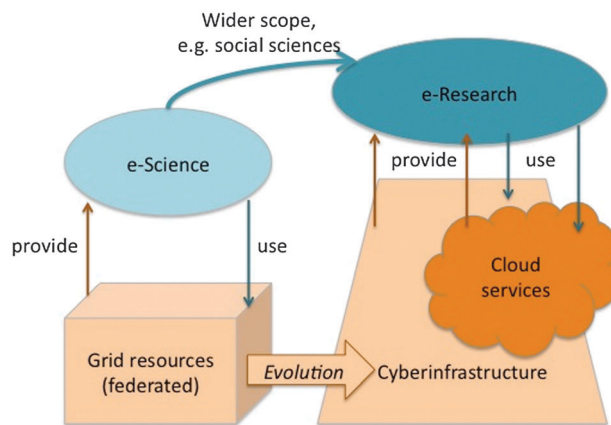 Wider scope,
e.g. social sciences
e-Research
e-Science
provide
use
provide
use
Cloud
services
Grid resources
(federated)
Evolution
Cyberinfrastructure